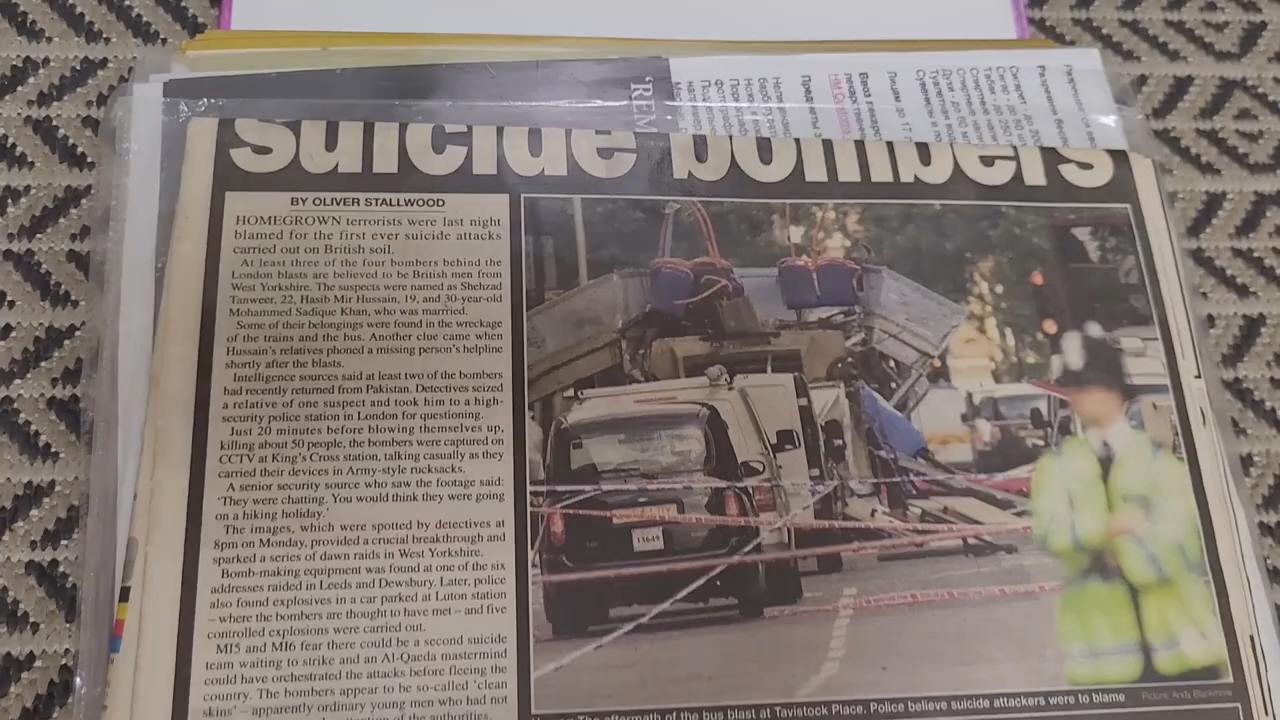 'REM
suicide bombers
BY OLIVER STALLWOOD
HOMEGROWN terrorists were last night
blamed for the first ever suicide attacks
carried out on British soil.
At least three of the four bombers behind the
London blasts are believed to be British men from
West Yorkshire. The suspects were named as Shehzad
Tanweer, 22, Hasib Mir Hussain, 19, and 30-year-old
Mohammed Sadique Khan, who was married.
Some of their belongings were found in the wreckage
of the trains and the bus. Another clue came when
Hussain's relatives phoned a missing person's helpline
shortly after the blasts.
Intelligence sources said at least two of the bombers
had recently returned from Pakistan. Detectives seized
a relative of one suspect and took him to a high-
security police station in London for questioning.
Just 20 minutes before blowing themselves up,
killing about 50 people, the bombers were captured on
CCTV at King's Cross station, talking casually as they
carried their devices in Army-style rucksacks.
A senior security source who saw the footage said:
'They were chatting. You would think they were going
on a hiking holiday.'
The images, which were spotted by detectives at
8pm on Monday, provided a crucial breakthrough and
sparked a series of dawn raids in West Yorkshire.
Bomb-making equipment was found at one of the six
addresses raided in Leeds and Dewsbury. Later, police
also found explosives in a car parked at Luton station
– where the bombers are thought to have met – and five
controlled explosions were carried out.
MI5 and MI6 fear there could be a second suicide
team waiting to strike and an Al-Qaeda mastermind
could have orchestrated the attacks before fleeing the
country. The bombers appear to be so-called 'clean
skins' – apparently ordinary young men who had not
of the authorities.
13649
The aftermath of the bus blast at Tavistock Place. Police believe suicide attackers were to blame
Picture: Andy Blackmore